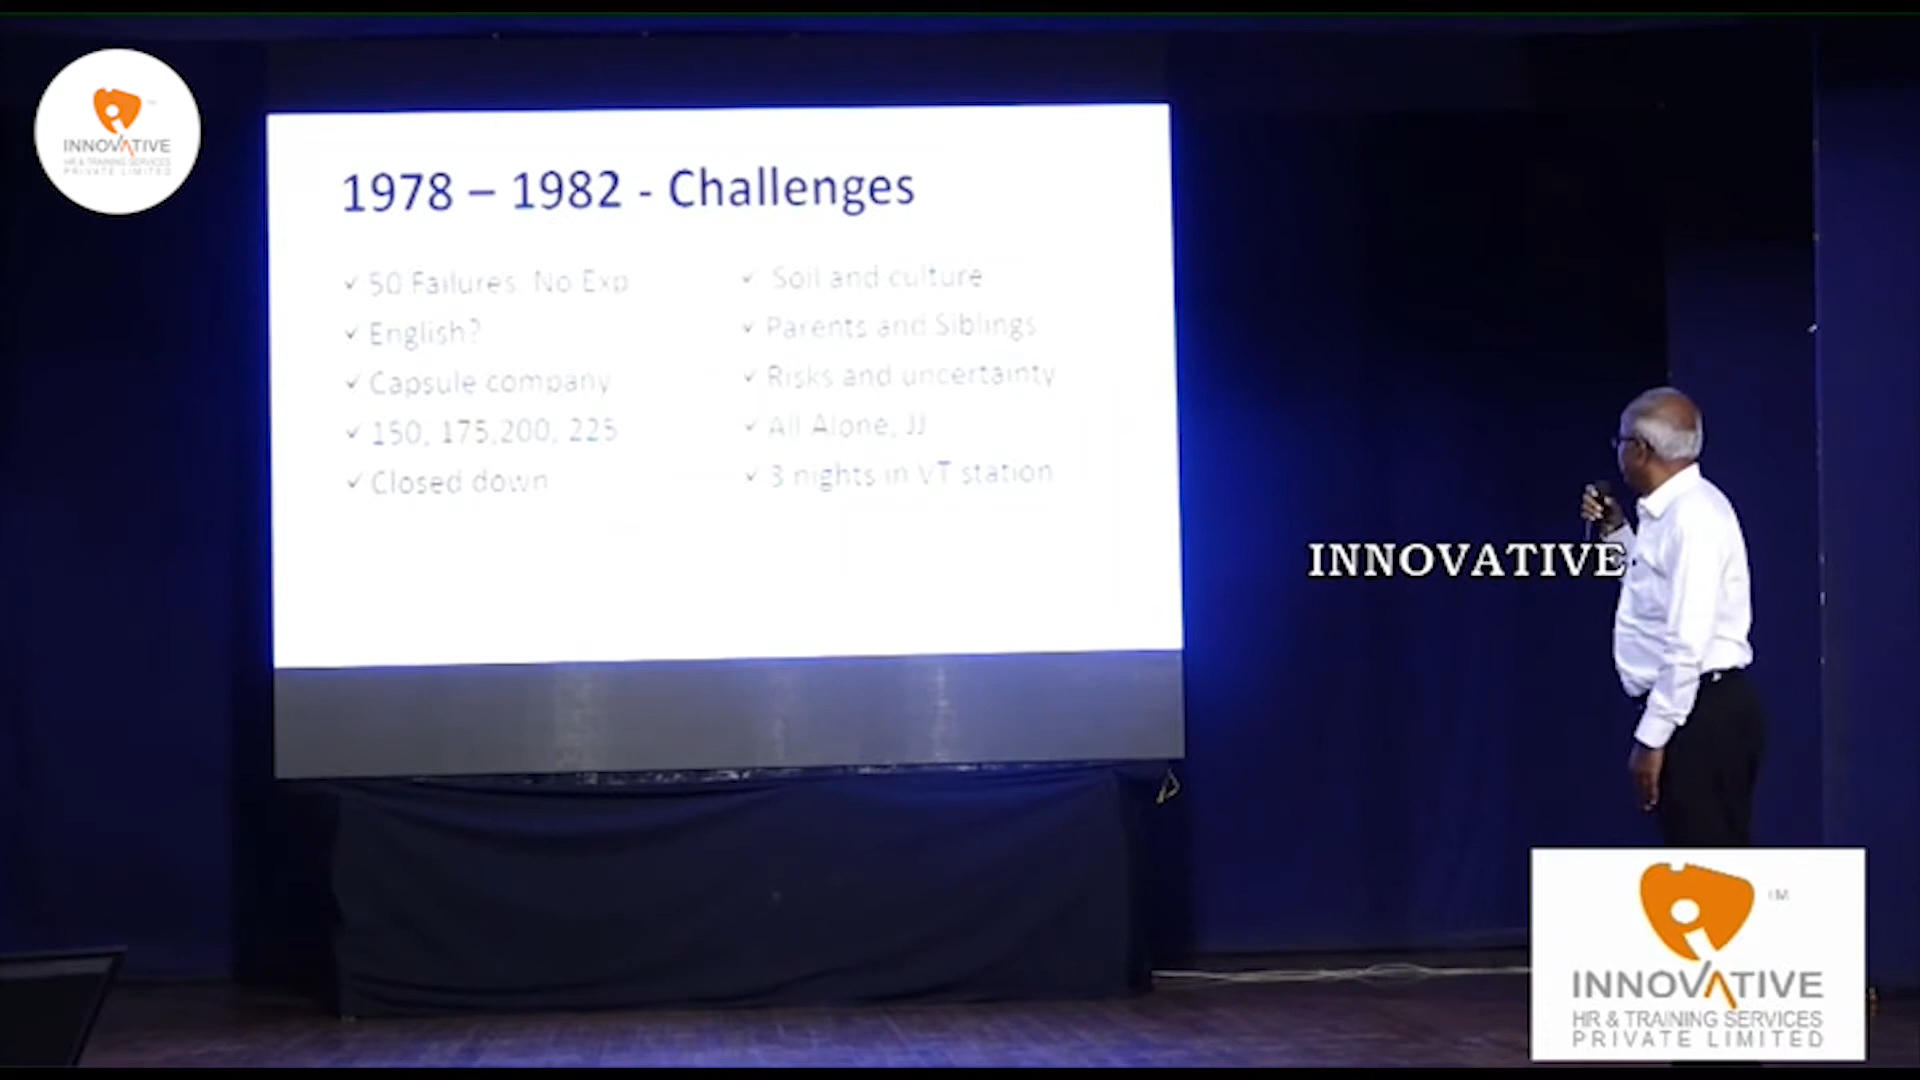 INNOVATIVE
HR & TRAINING SERVICES
PRIVATE LIMITED
1978 – 1982 - Challenges
✓ 50 Failures, No Exp
✓ English?
✓ Capsule company
✓ 150, 175,200, 225
✓ Closed down
✓ Soil and culture
✓ Parents and Siblings
✓ Risks and uncertainty
✓ All Alone, JJ
✓ 3 nights in VT station
INNOVATIVE
TM
INNOVATIVE
HR & TRAINING SERVICES
PRIVATE LIMITED